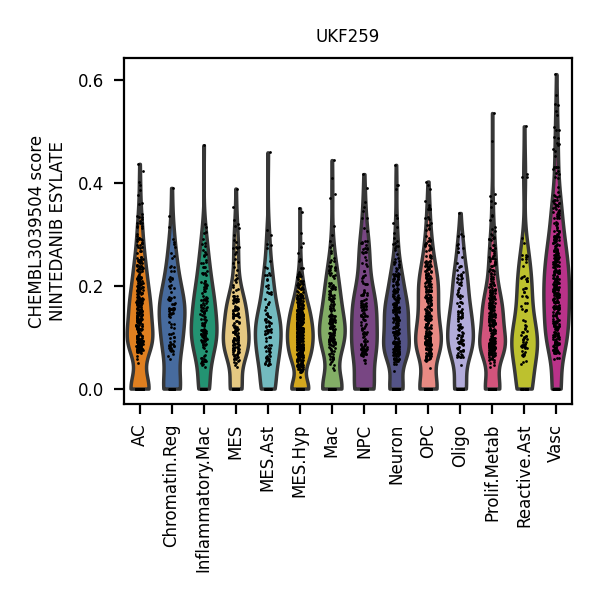 UKF259
CHEMBL3039504 score
NINTEDANIB ESYLATE
0.6
0.4
0.2
0.0
AC
Chromatin.Reg
Inflammatory.Mac
MES
MES.Ast
MES.Hyp
Mac
NPC
Neuron
OPC
Oligo
Prolif.Metab
Reactive.Ast
Vasc